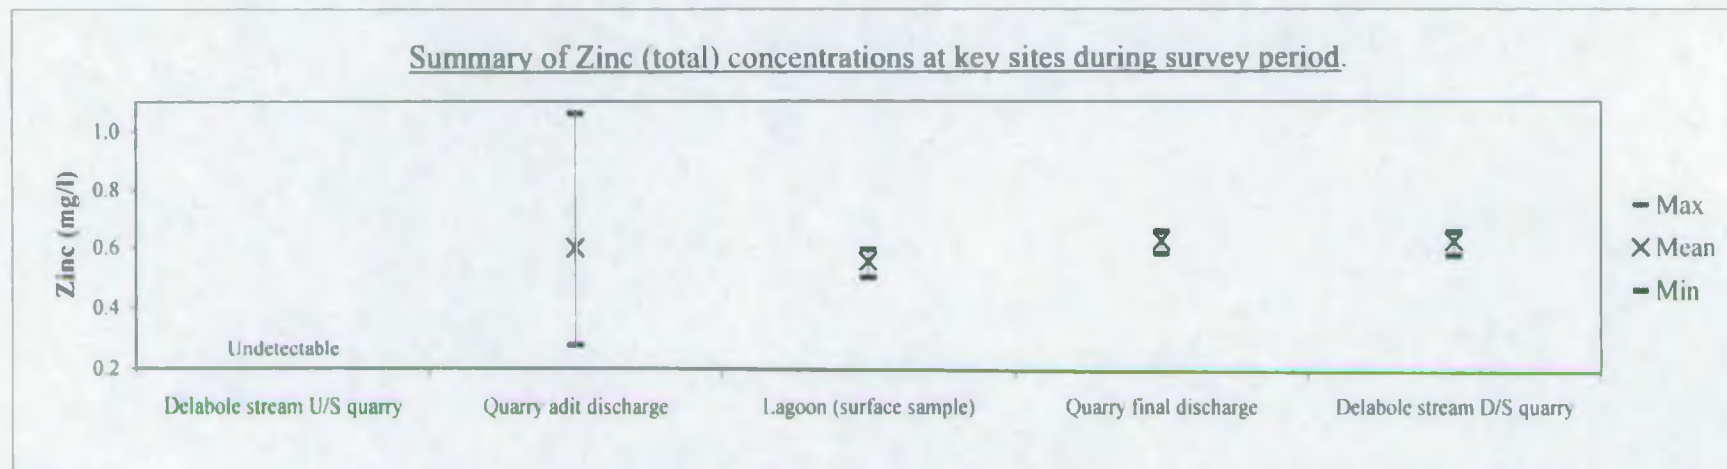 Summary of Zinc (total) concentrations at key sites during survey period.
Zinc (mg/l)
1.0
0.8
0.6
0.4
0.2
Undetectable
Delabole stream U/S quarry
Quarry adit discharge
Lagoon (surface sample)
Quarry final discharge
Delabole stream D/S quarry
Max
Mean
Min